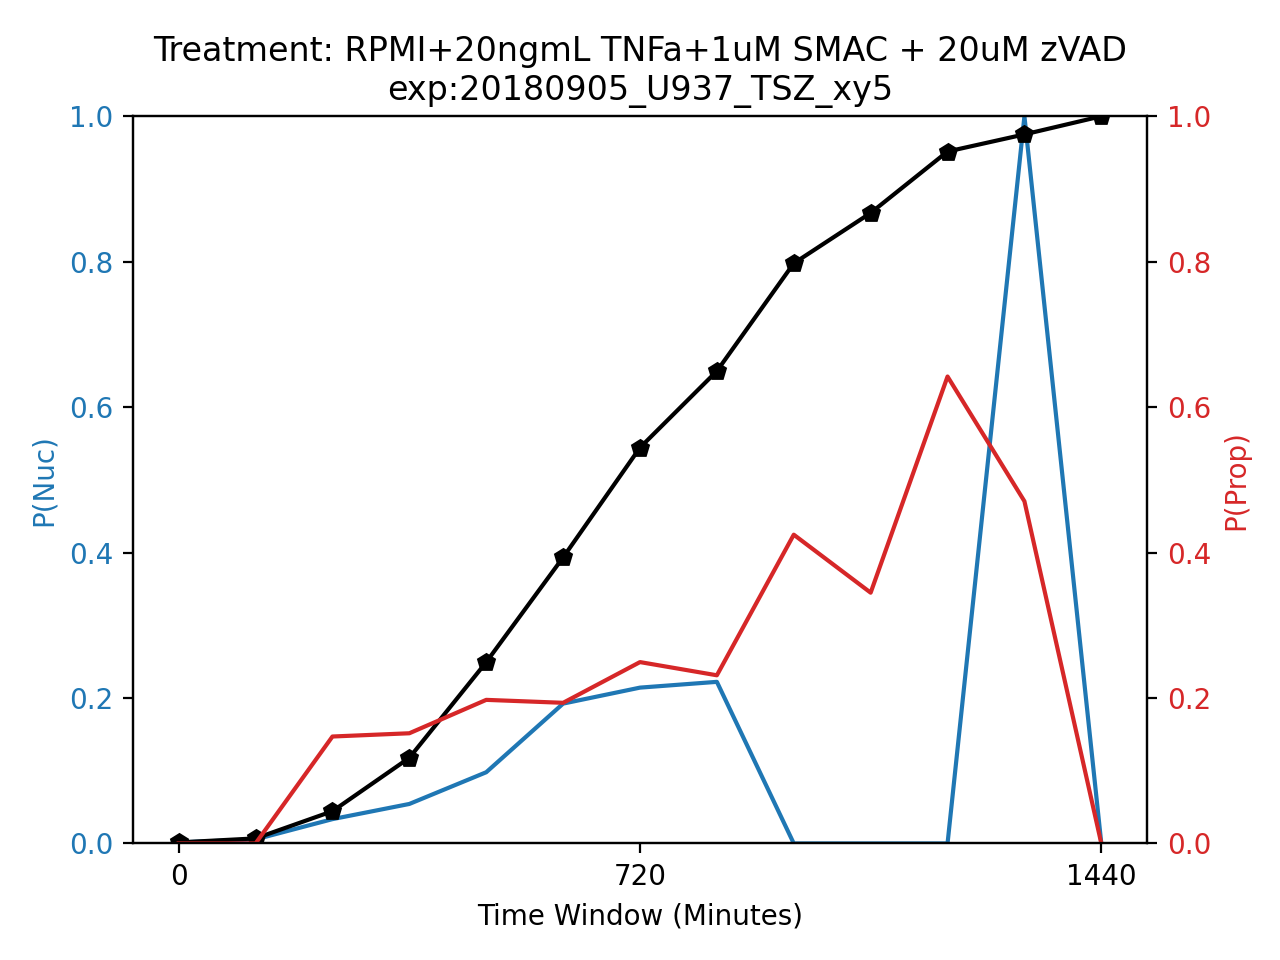 Treatment: RPMI+20ngmL TNFa+1uM SMAC + 20uM zVAD
exp:20180905_U937_TSZ_xy5
1.0
0.8
0.6
0.4
0.2
0.0
P(Nuc)
1.0
0.8
0.6
0.4
0.2
0.0
P(Prop)
0 720 1440
Time Window (Minutes)